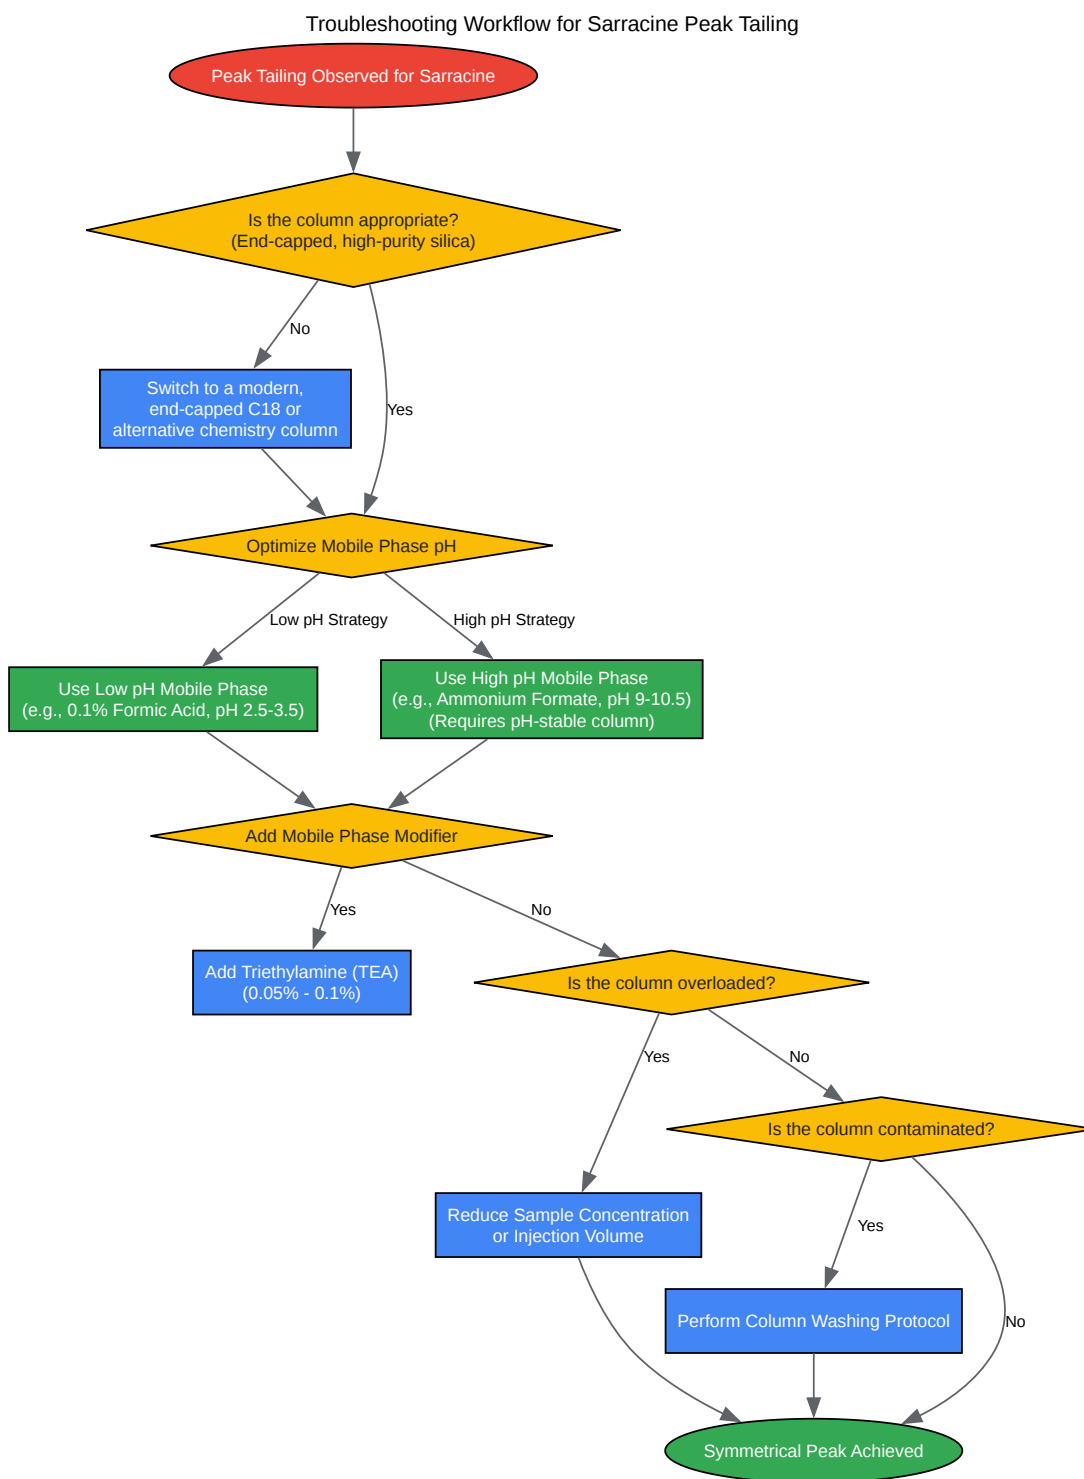 Troubleshooting Workflow for Sarracine Peak Tailing
Peak Tailing Observed for Sarracine
Is the column appropriate?
(End-capped, high-purity silica)
No
Yes
Switch to a modern,
end-capped C18 or
alternative chemistry column
Optimize Mobile Phase pH
Low pH Strategy
High pH Strategy
Use Low pH Mobile Phase
(e.g., 0.1% Formic Acid, pH 2.5-3.5)
Use High pH Mobile Phase
(e.g., Ammonium Formate, pH 9-10.5)
(Requires pH-stable column)
Add Mobile Phase Modifier
Yes
No
Add Triethylamine (TEA)
(0.05% - 0.1%)
Is the column overloaded?
Yes
No
Is the column contaminated?
Reduce Sample Concentration
or Injection Volume
Yes
No
Perform Column Washing Protocol
Symmetrical Peak Achieved